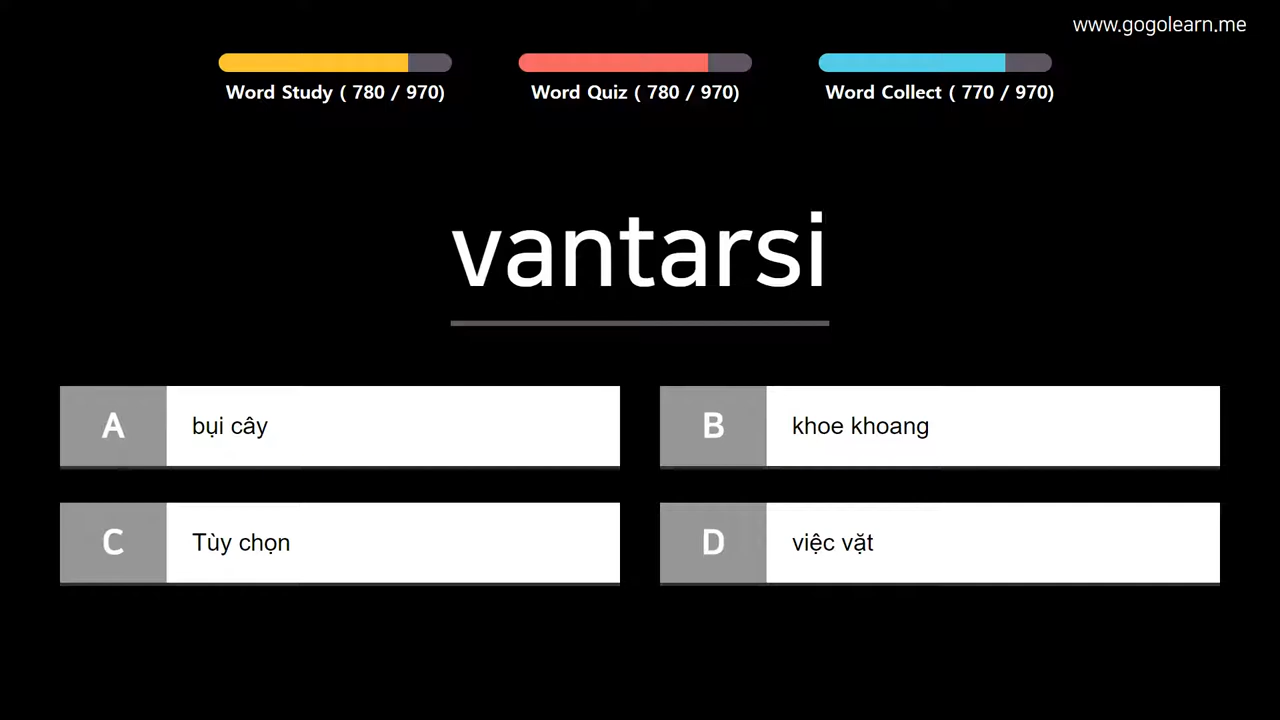 www.gogolearn.me
Word Study ( 780 / 970)
Word Quiz ( 780 / 970)
Word Collect ( 770 / 970)
vantarsi
A bụi cây
B khoe khoang
C Tùy chọn
D việc vặt